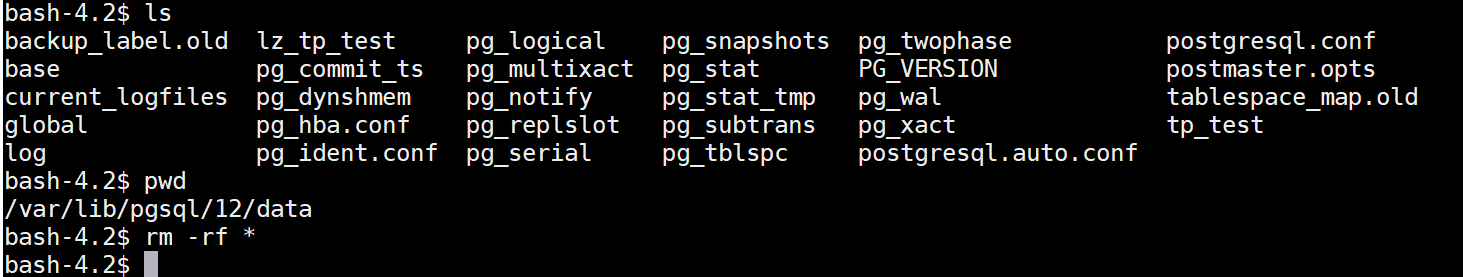 bash-4.2$ ls
backup_label.old  lz_tp_test    pg_logical    pg_snapshots  pg_twophase           postgresql.conf
base              pg_commit_ts  pg_multixact  pg_stat       PG_VERSION            postmaster.opts
current_logfiles  pg_dynshmem   pg_notify     pg_stat_tmp   pg_wal                tablespace_map.old
global            pg_hba.conf   pg_replslot   pg_subtrans   pg_xact               tp_test
log               pg_ident.conf pg_serial     pg_tblspc     postgresql.auto.conf
bash-4.2$ pwd
/var/lib/pgsql/12/data
bash-4.2$ rm -rf *
bash-4.2$